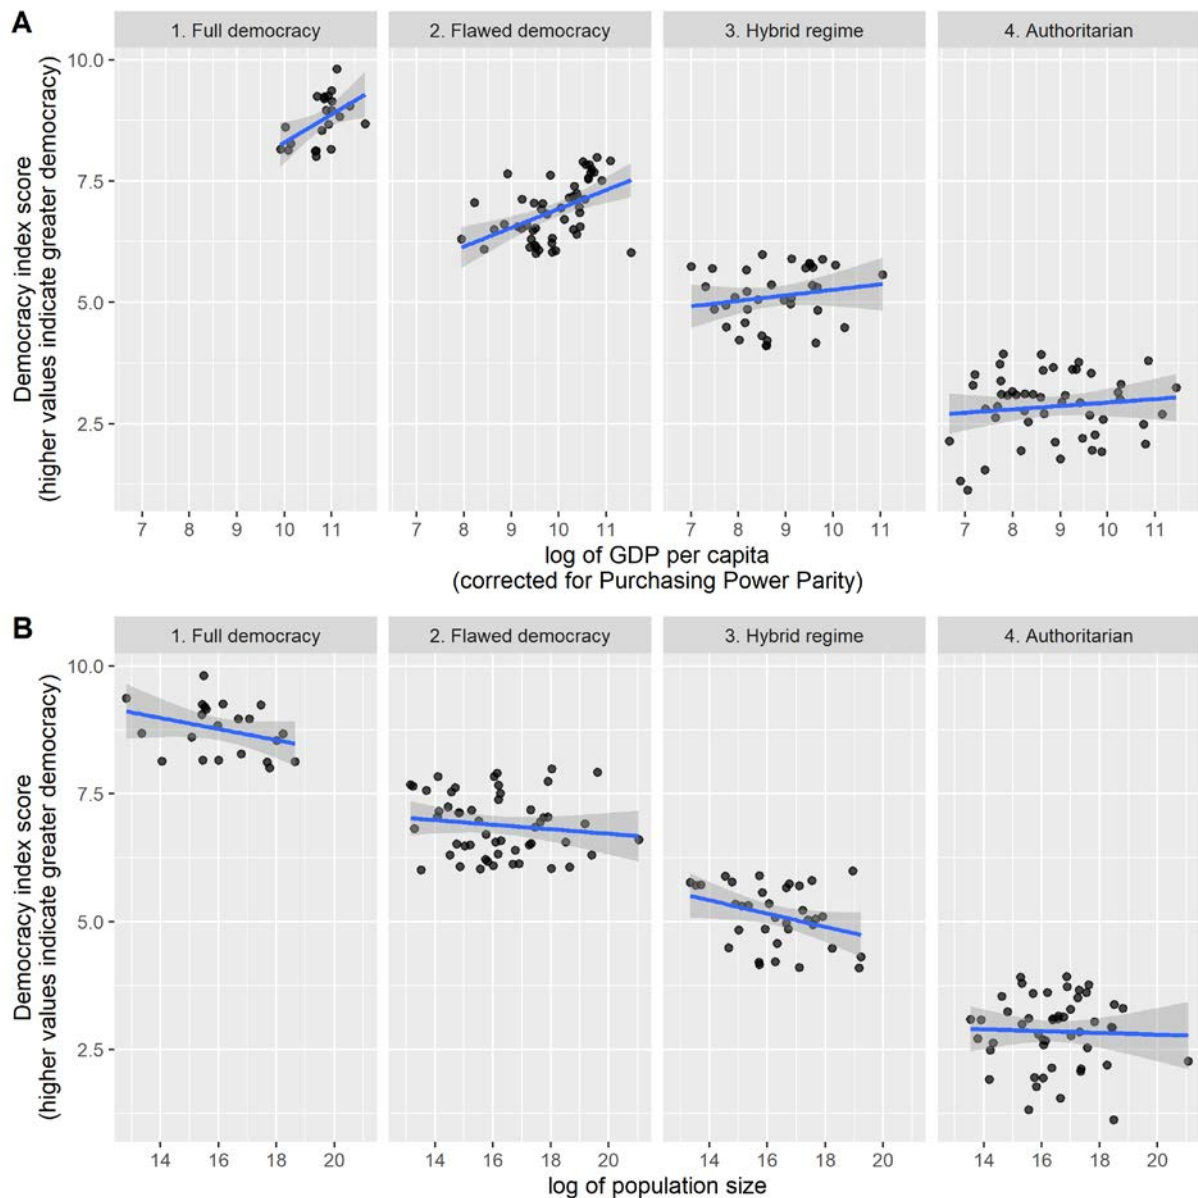 A
1. Full democracy 2. Flawed democracy 3. Hybrid regime 4. Authoritarian
Democracy index score
(higher values indicate greater democracy)
10.0
7.5
5.0
2.5
7 8 9 10 11 7 8 9 10 11 7 8 9 10 11 7 8 9 10 11
log of GDP per capita
(corrected for Purchasing Power Parity)
B
1. Full democracy 2. Flawed democracy 3. Hybrid regime 4. Authoritarian
Democracy index score
(higher values indicate greater democracy)
10.0
7.5
5.0
2.5
14 16 18 20 14 16 18 20 14 16 18 20 14 16 18 20
log of population size